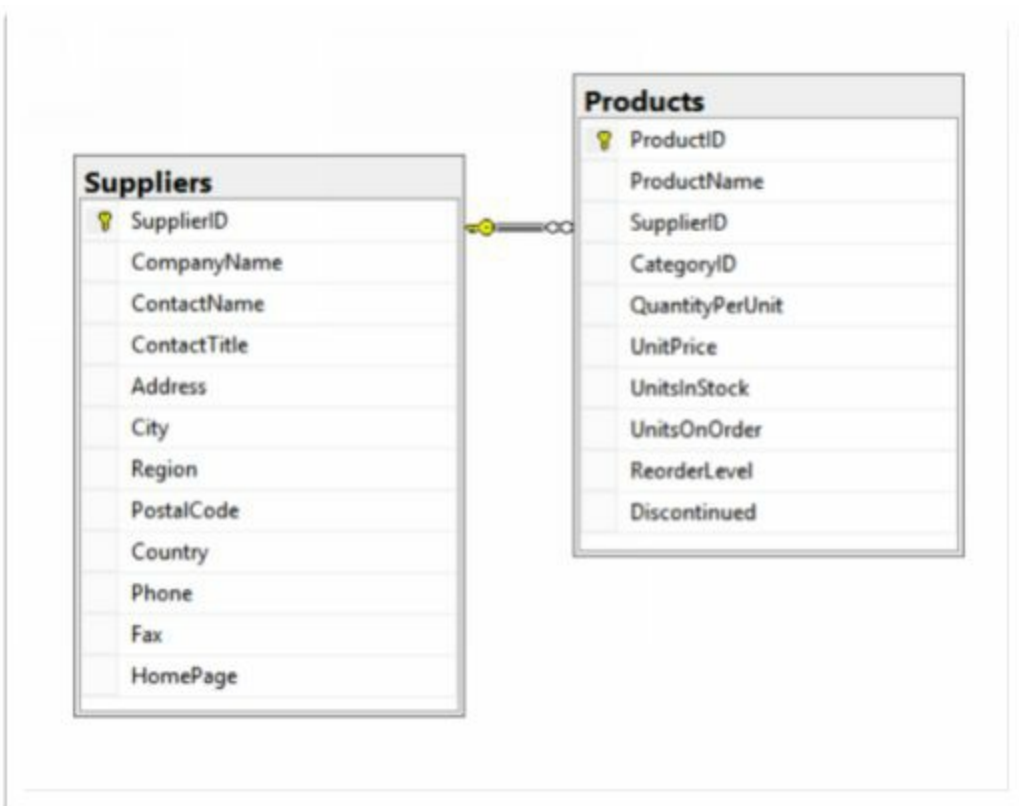 Suppliers
SupplierID
CompanyName
ContactName
ContactTitle
Address
City
Region
PostalCode
Country
Phone
Fax
HomePage
Products
ProductID
ProductName
SupplierID
CategoryID
QuantityPerUnit
UnitPrice
UnitsInStock
UnitsOnOrder
ReorderLevel
Discontinued